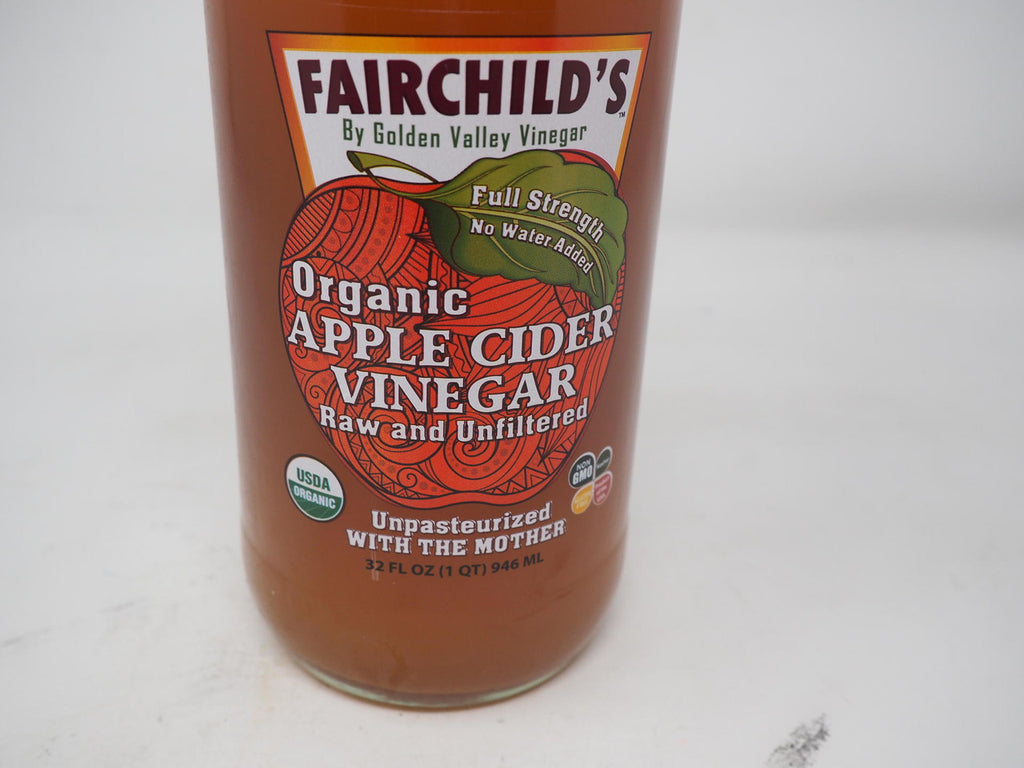 FAIRCHILD'S™
By Golden Valley Vinegar
Full Strength
No Water Added
Organic
APPLE CIDER
VINEGAR
Raw and Unfiltered
USDA
ORGANIC
NON
GMO
Unpasteurized
WITH THE MOTHER
32 FL OZ (1 QT) 946 ML